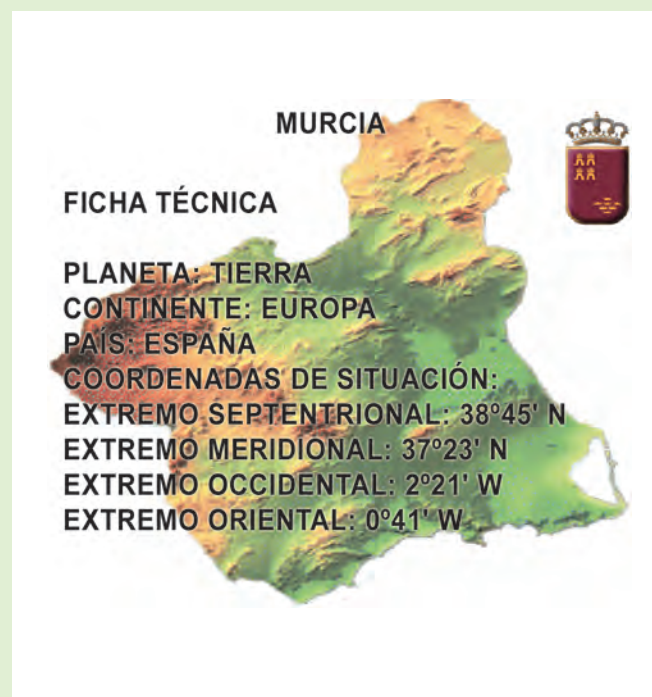 MURCIA
FICHA TÉCNICA
PLANETA: TIERRA
CONTINENTE: EUROPA
PAÍS: ESPAÑA
COORDENADAS DE SITUACIÓN:
EXTREMO SEPTENTRIONAL: 38º45' N
EXTREMO MERIDIONAL: 37º23' N
EXTREMO OCCIDENTAL: 2º21' W
EXTREMO ORIENTAL: 0º41' W